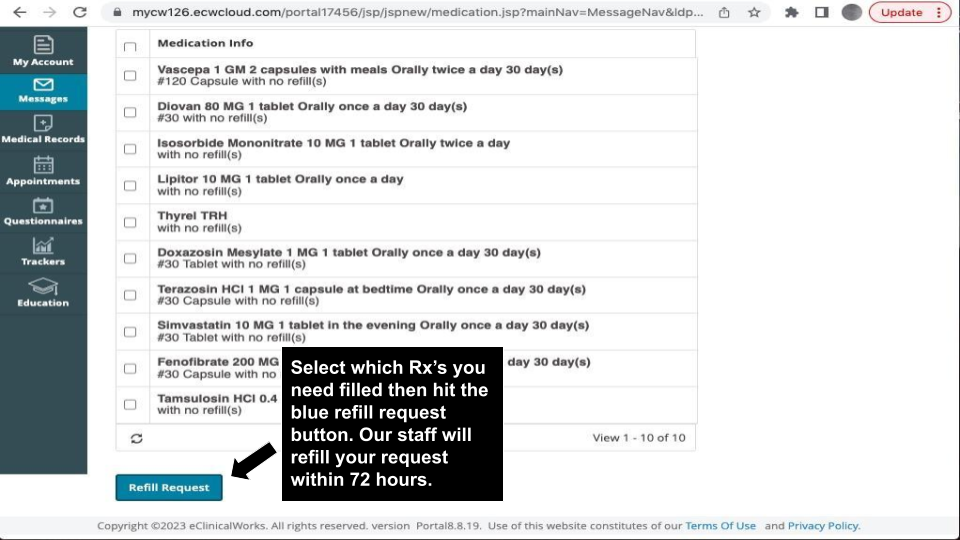 mycw126.ecwcloud.com/portal17456/jsp/jspnew/medication.jsp?mainNav=MessageNav&ldp...
Update
My Account
Messages
Medical Records
Appointments
Questionnaires
Trackers
Education
Medication Info
Vascepa 1 GM 2 capsules with meals Orally twice a day 30 day(s)
#120 Capsule with no refill(s)
Diovan 80 MG 1 tablet Orally once a day 30 day(s)
#30 with no refill(s)
Isosorbide Mononitrate 10 MG 1 tablet Orally twice a day
with no refill(s)
Lipitor 10 MG 1 tablet Orally once a day
with no refill(s)
Thyrel TRH
with no refill(s)
Doxazosin Mesylate 1 MG 1 tablet Orally once a day 30 day(s)
#30 Tablet with no refill(s)
Terazosin HCl 1 MG 1 capsule at bedtime Orally once a day 30 day(s)
#30 Capsule with no refill(s)
Simvastatin 10 MG 1 tablet in the evening Orally once a day 30 day(s)
#30 Tablet with no refill(s)
Fenofibrate 200 MG day 30 day(s)
#30 Capsule with no
Tamsulosin HCl 0.4
with no refill(s)
Select which Rx's you
need filled then hit the
blue refill request
button. Our staff will
refill your request
within 72 hours.
View 1 - 10 of 10
Refill Request
Copyright ©2023 eClinicalWorks. All rights reserved. version Portal8.8.19. Use of this website constitutes of our Terms Of Use and Privacy Policy.